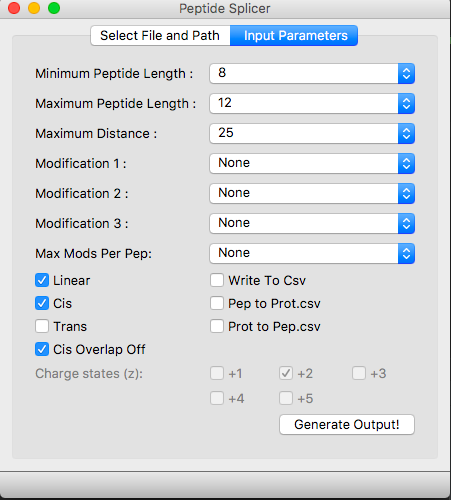 Peptide Splicer
Select File and Path Input Parameters
Minimum Peptide Length : 8
Maximum Peptide Length : 12
Maximum Distance : 25
Modification 1 : None
Modification 2 : None
Modification 3 : None
Max Mods Per Pep: None
Linear Write To Csv
Cis Pep to Prot.csv
Trans Prot to Pep.csv
Cis Overlap Off
Charge states (z): +1 +2 +3
+4 +5
Generate Output!